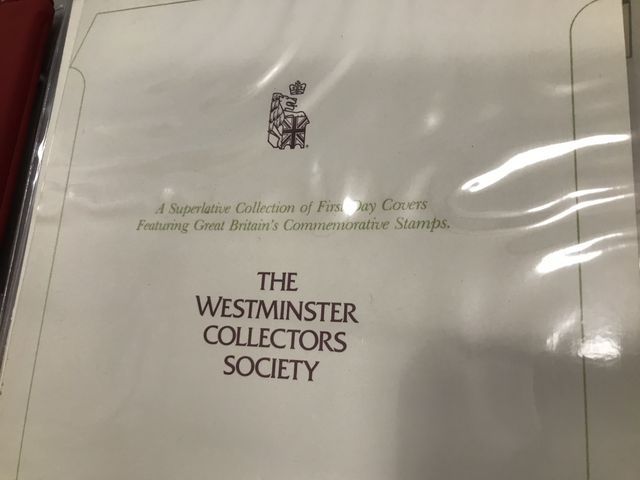 A Superlative Collection of First Day Covers
Featuring Great Britain's Commemorative Stamps.
THE
WESTMINSTER
COLLECTORS
SOCIETY